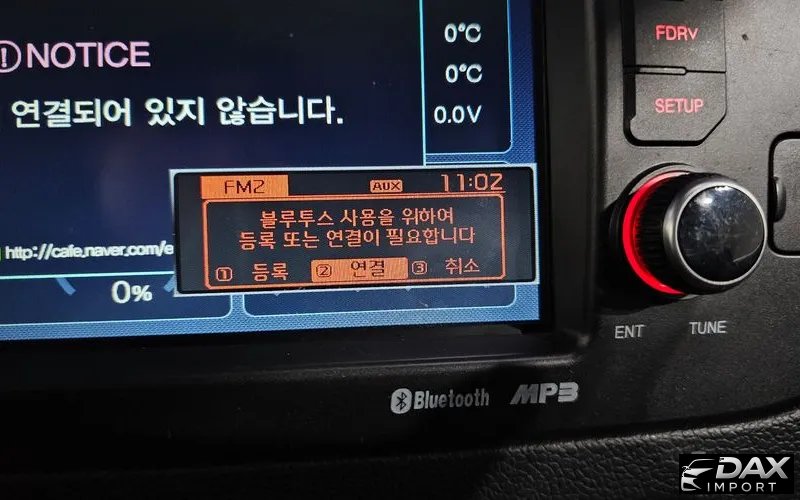 NOTICE
연결되어 있지 않습니다.
0°C
0°C
0.0V
FDRV
SETUP
FM2 AUX 11:02
블루투스 사용을 위하여
등록 또는 연결이 필요합니다
1 등록 2 연결 3 취소
http://cafe.naver.com/e
0%
ENT TUNE
Bluetooth MP3
DAX
IMPORT